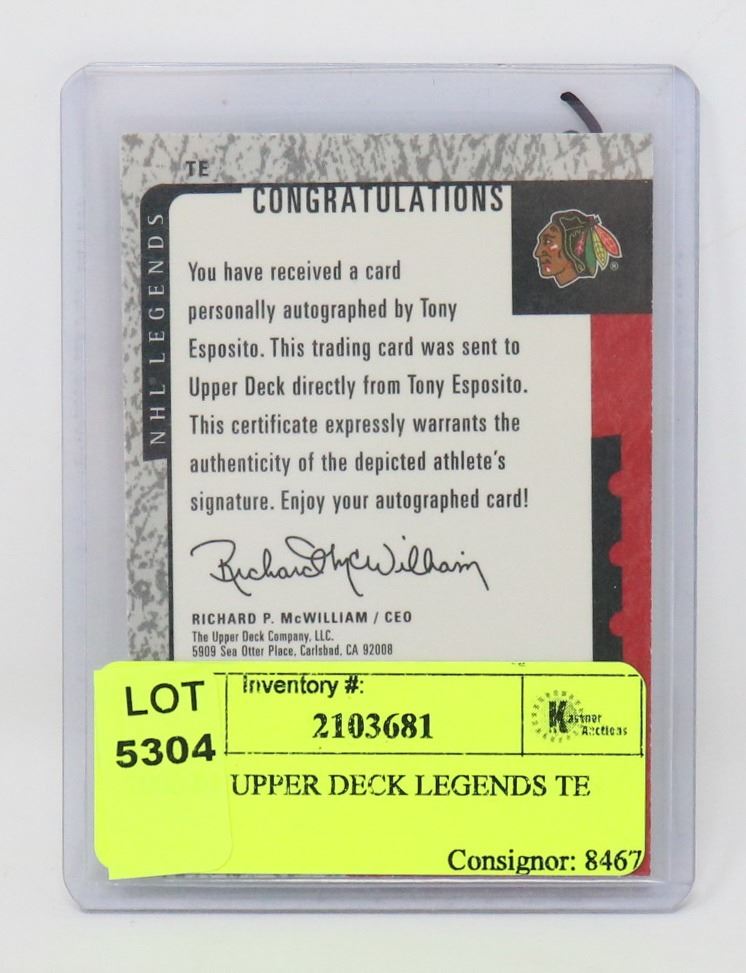 TE
CONGRATULATIONS
NHL LEGENDS
You have received a card
personally autographed by Tony
Esposito. This trading card was sent to
Upper Deck directly from Tony Esposito.
This certificate expressly warrants the
authenticity of the depicted athlete's
signature. Enjoy your autographed card!
Richard McWilliam
RICHARD P. McWILLIAM / CEO
The Upper Deck Company, LLC.
5909 Sea Otter Place, Carlsbad, CA 92008
LOT
5304
Inventory #:
2103681
Kastner
Auctions
UPPER DECK LEGENDS TE
Consignor: 8467